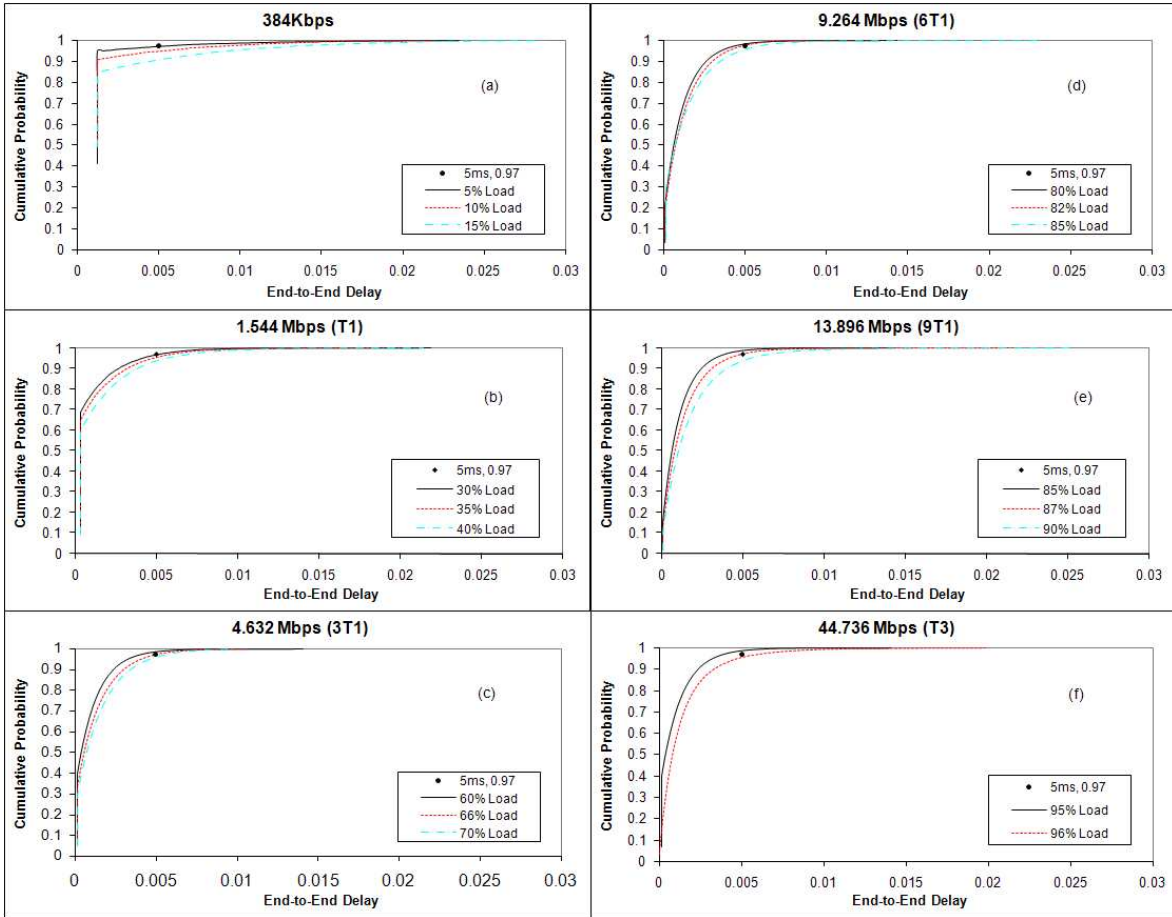 384Kbps
Cumulative Probability
1
0.9
0.8
0.7
0.6
0.5
0.4
0.3
0.2
0.1
0
(a)
5ms, 0.97
5% Load
10% Load
15% Load
0 0.005 0.01 0.015 0.02 0.025 0.03
End-to-End Delay
9.264 Mbps (6T1)
Cumulative Probability
1
0.9
0.8
0.7
0.6
0.5
0.4
0.3
0.2
0.1
0
(d)
5ms, 0.97
80% Load
82% Load
85% Load
0 0.005 0.01 0.015 0.02 0.025 0.03
End-to-End Delay
1.544 Mbps (T1)
Cumulative Probability
1
0.9
0.8
0.7
0.6
0.5
0.4
0.3
0.2
0.1
0
(b)
5ms, 0.97
30% Load
35% Load
40% Load
0 0.005 0.01 0.015 0.02 0.025 0.03
End-to-End Delay
13.896 Mbps (9T1)
Cumulative Probability
1
0.9
0.8
0.7
0.6
0.5
0.4
0.3
0.2
0.1
0
(e)
5ms, 0.97
85% Load
87% Load
90% Load
0 0.005 0.01 0.015 0.02 0.025 0.03
End-to-End Delay
4.632 Mbps (3T1)
Cumulative Probability
1
0.9
0.8
0.7
0.6
0.5
0.4
0.3
0.2
0.1
0
(c)
5ms, 0.97
60% Load
66% Load
70% Load
0 0.005 0.01 0.015 0.02 0.025 0.03
End-to-End Delay
44.736 Mbps (T3)
Cumulative Probability
1
0.9
0.8
0.7
0.6
0.5
0.4
0.3
0.2
0.1
0
(f)
5ms, 0.97
95% Load
96% Load
0 0.005 0.01 0.015 0.02 0.025 0.03
End-to-End Delay